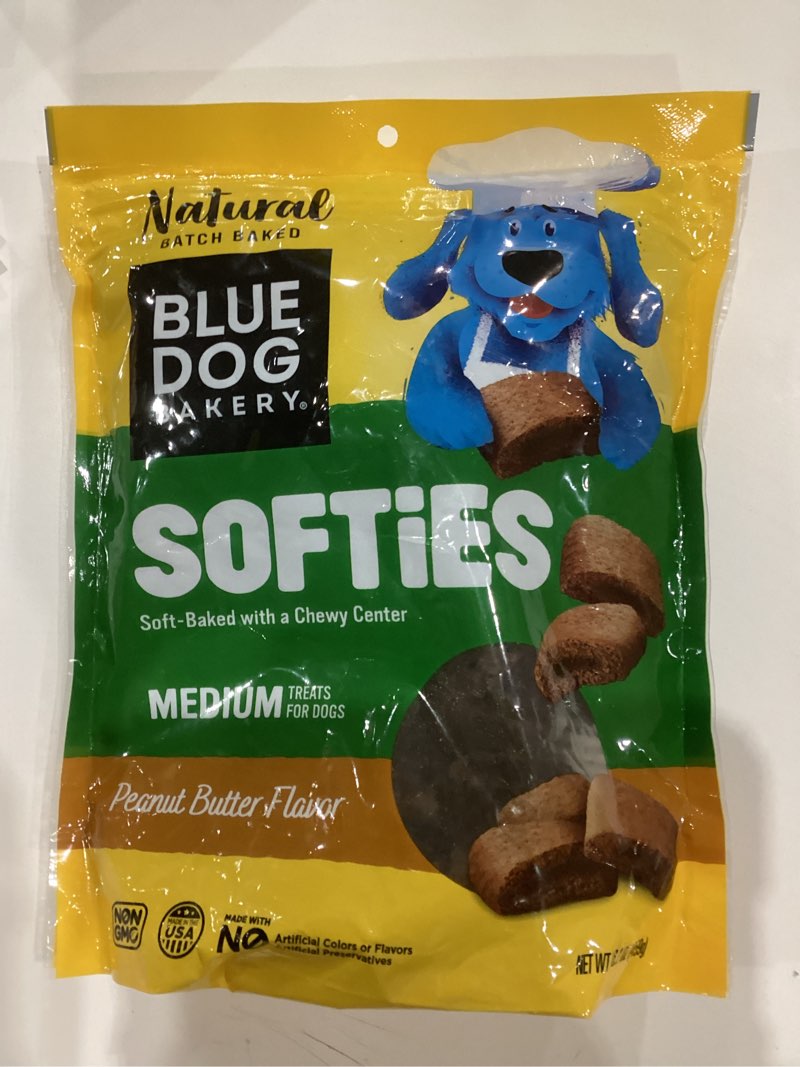 Natural
BATCH BAKED
BLUE
DOG
BAKERY®
SOFTiES
Soft-Baked with a Chewy Center
MEDIUM TREATS
FOR DOGS
Peanut Butter Flavor
NON
GMO
MADE IN THE
USA
MADE WITH
NO Artificial Colors or Flavors
Artificial Preservatives
NET WT